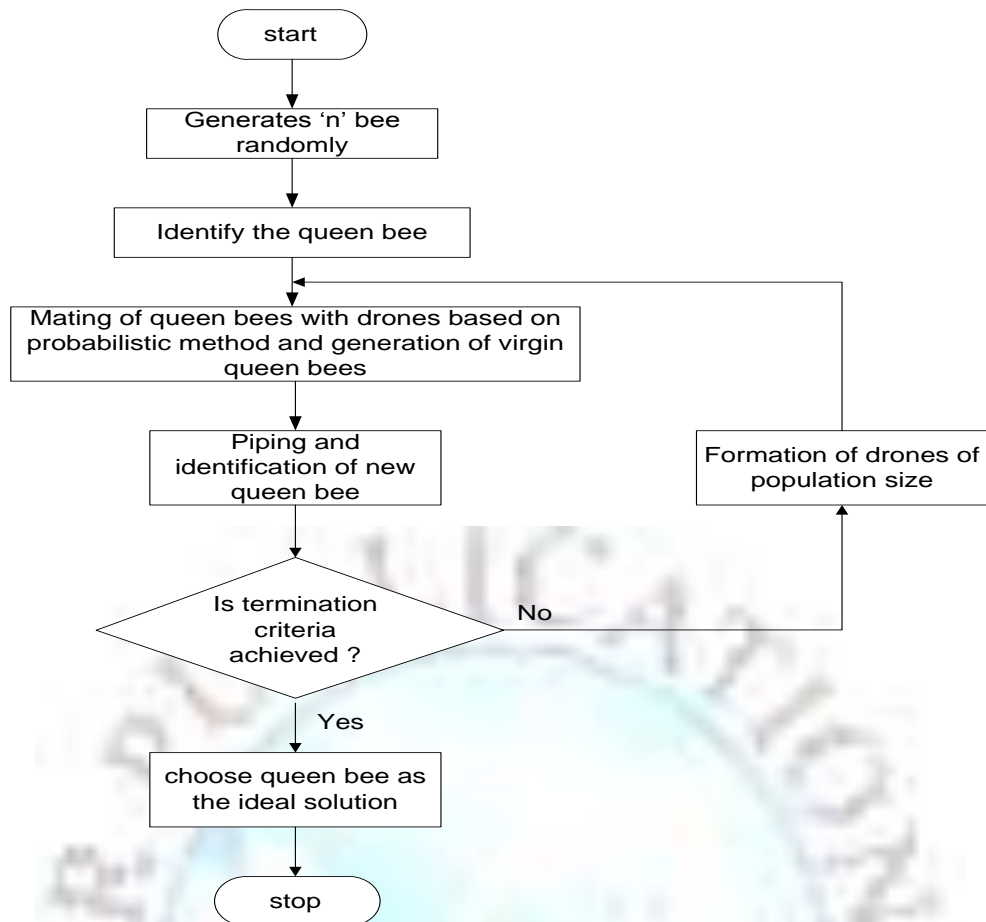 start
Generates ‘n’ bee
randomly
Identify the queen bee
Mating of queen bees with drones based on
probabilistic method and generation of virgin
queen bees
Piping and
identification of new
queen bee
Formation of drones of
population size
Is termination
criteria
achieved ?
No
Yes
choose queen bee as
the ideal solution
stop